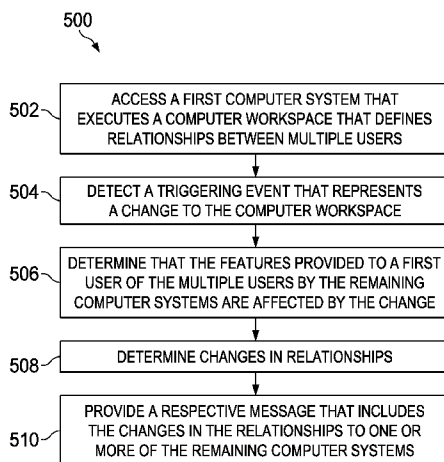 500
502
ACCESS A FIRST COMPUTER SYSTEM THAT
EXECUTES A COMPUTER WORKSPACE THAT DEFINES
RELATIONSHIPS BETWEEN MULTIPLE USERS
504
DETECT A TRIGGERING EVENT THAT REPRESENTS
A CHANGE TO THE COMPUTER WORKSPACE
506
DETERMINE THAT THE FEATURES PROVIDED TO A FIRST
USER OF THE MULTIPLE USERS BY THE REMAINING
COMPUTER SYSTEMS ARE AFFECTED BY THE CHANGE
508
DETERMINE CHANGES IN RELATIONSHIPS
510
PROVIDE A RESPECTIVE MESSAGE THAT INCLUDES
THE CHANGES IN THE RELATIONSHIPS TO ONE OR
MORE OF THE REMAINING COMPUTER SYSTEMS